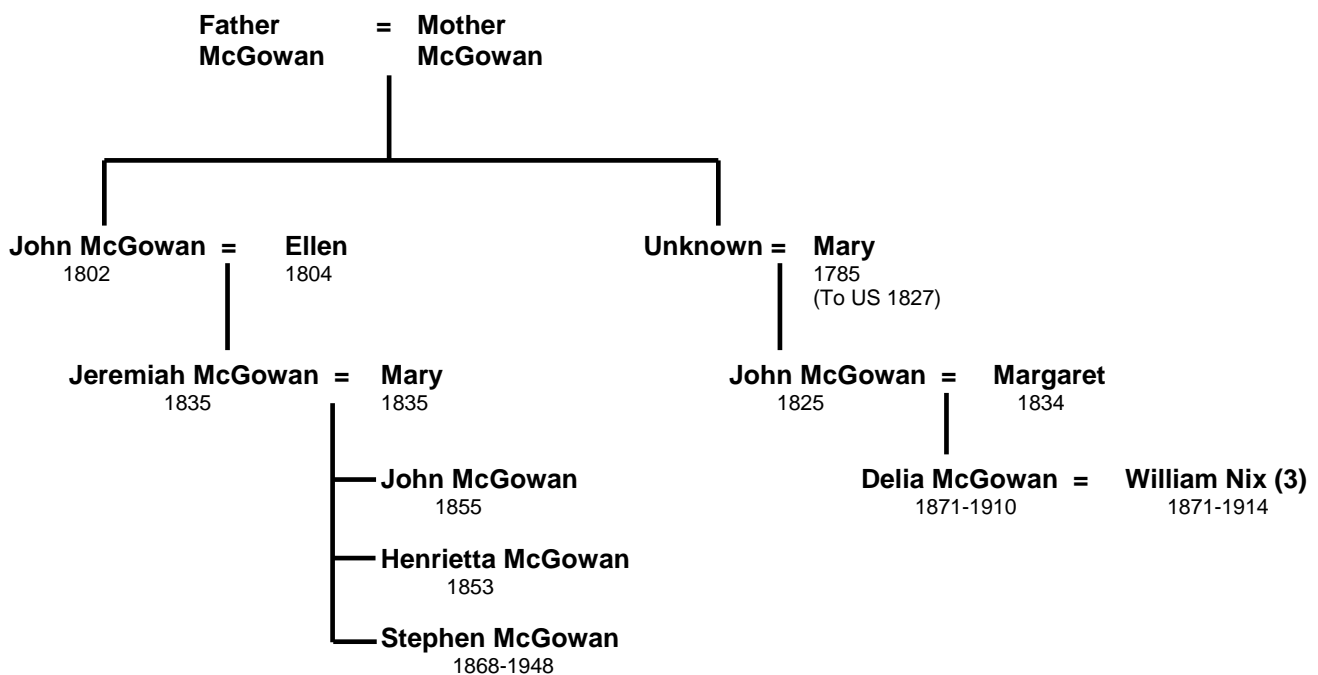 Father = Mother
McGowan McGowan
John McGowan = Ellen Unknown = Mary
1802 1804 1785
(To US 1827)
Jeremiah McGowan = Mary John McGowan = Margaret
1835 1835 1825 1834
John McGowan Delia McGowan = William Nix (3)
1855 1871-1910 1871-1914
Henrietta McGowan
1853
Stephen McGowan
1868-1948